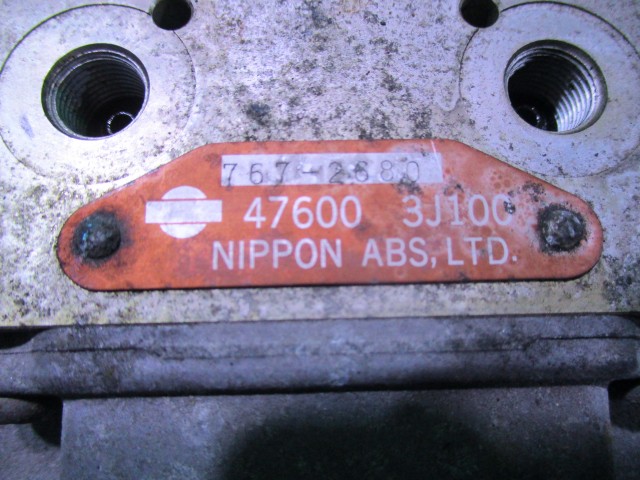 767-2680
47600 3J100
NIPPON ABS, LTD.